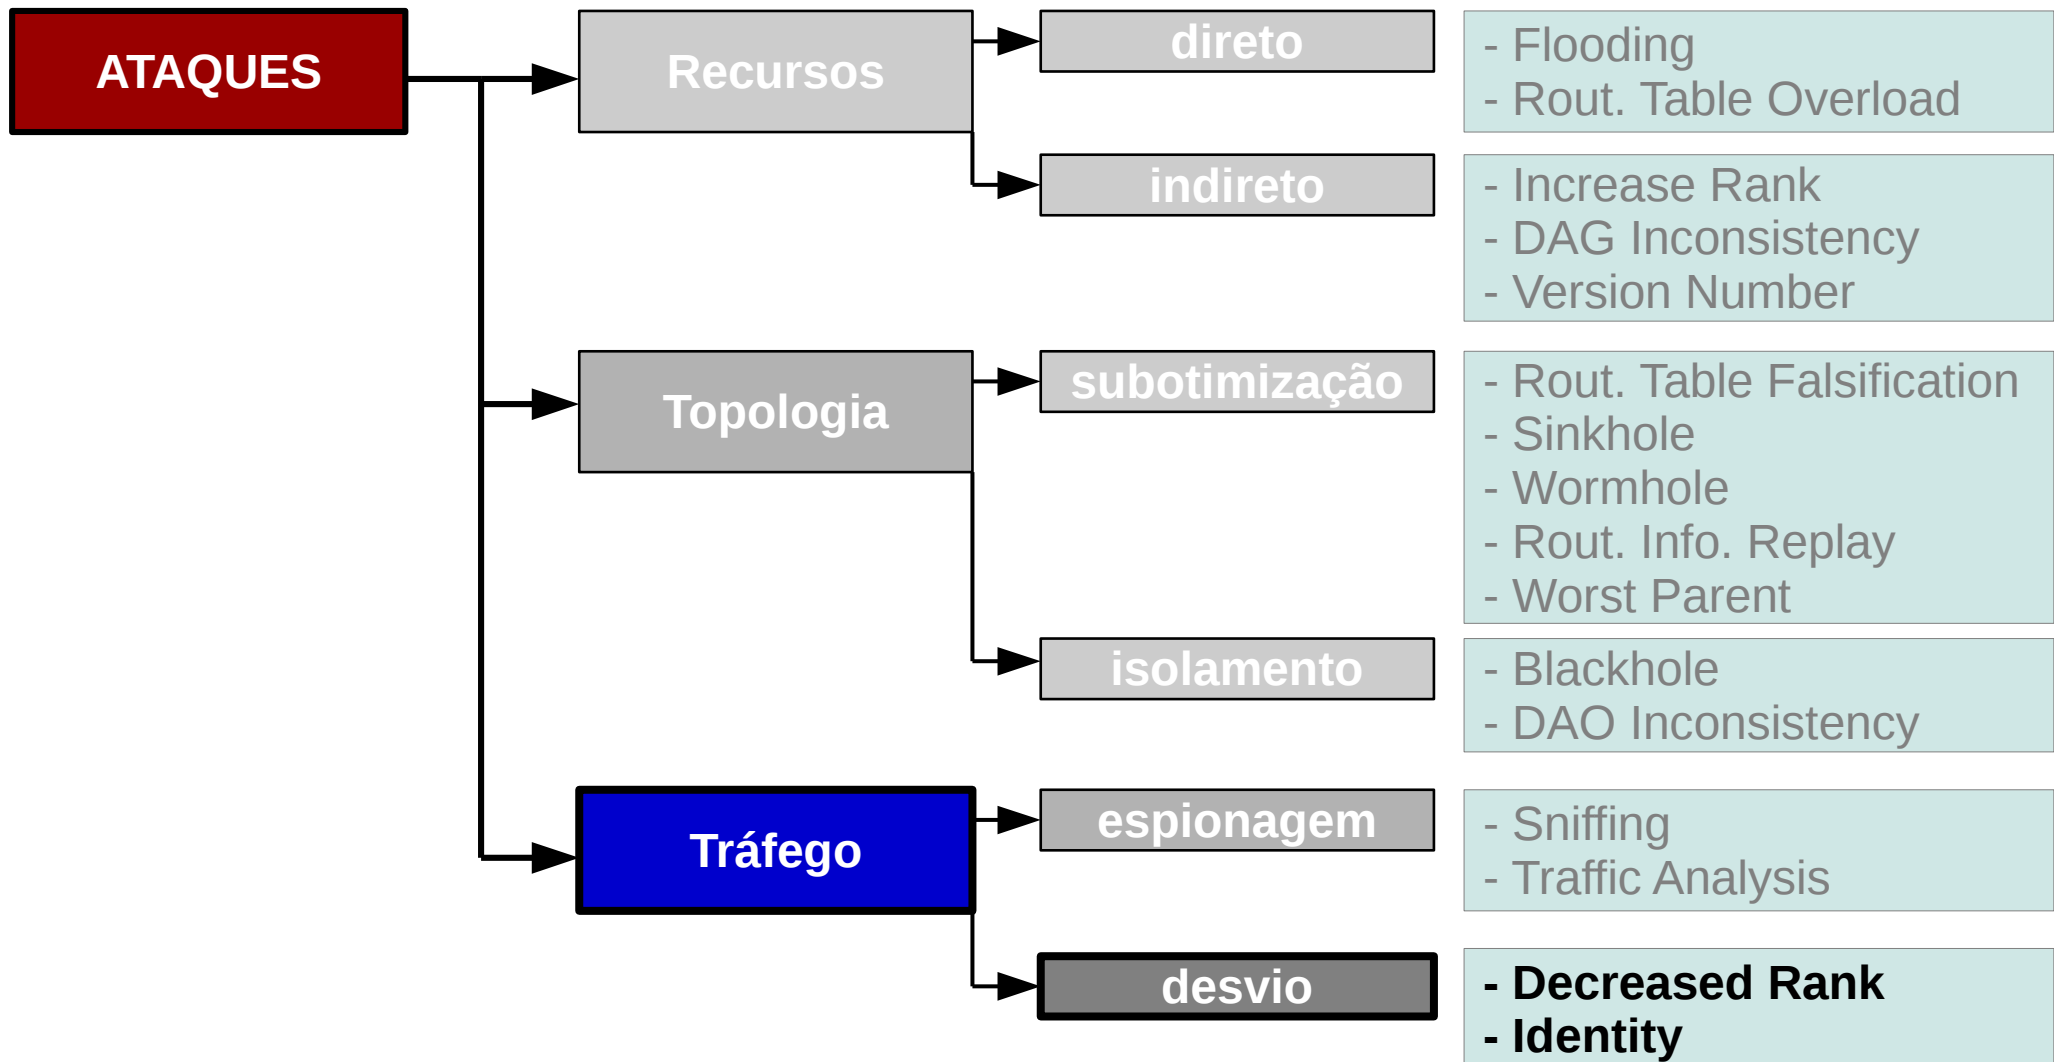 ATAQUES
Recursos
direto
- Flooding
- Rout. Table Overload
indireto
- Increase Rank
- DAG Inconsistency
- Version Number
Topologia
subotimização
- Rout. Table Falsification
- Sinkhole
- Wormhole
- Rout. Info. Replay
- Worst Parent
isolamento
- Blackhole
- DAO Inconsistency
Tráfego
espionagem
- Sniffing
- Traffic Analysis
desvio
- Decreased Rank
- Identity